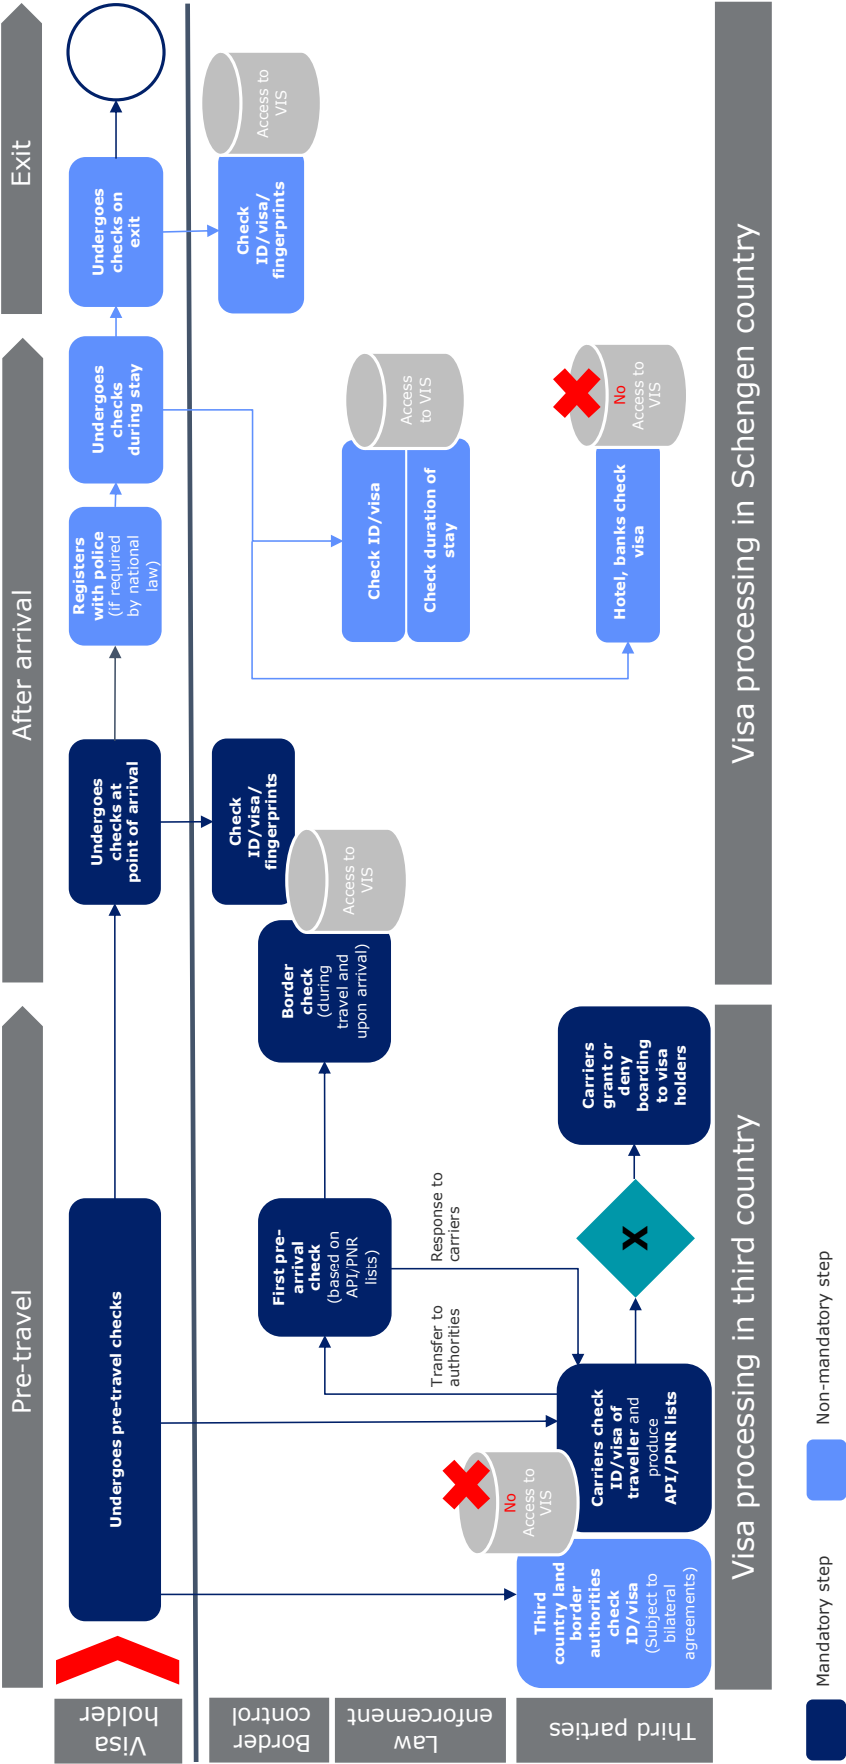 Pre-travel
After arrival
Exit
Visa
holder
Undergoes pre-travel checks
Undergoes
checks at
point of arrival
Registers
with police
(if required
by national
law)
Undergoes
checks
during stay
Undergoes
checks on
exit
Border
control
First pre-
arrival
check
(based on
API/PNR
lists)
Border
check
(during
travel and
upon arrival)
Check
ID/visa/
fingerprints
Access to
VIS
Check
ID/visa/
fingerprints
Access to
VIS
Law
enforcement
Transfer to
authorities
Response to
carriers
Check ID/visa
Check duration of
stay
Access
to VIS
Third parties
Third
country land
border
authorities
check
ID/visa
(Subject to
bilateral
agreements)
No
Access to
VIS
Carriers check
ID/visa of
traveller and
produce
API/PNR lists
X
Carriers
grant or
deny
boarding
to visa
holders
Hotel, banks check
visa
No
Access to
VIS
Visa processing in third country
Visa processing in Schengen country
Mandatory step
Non-mandatory step